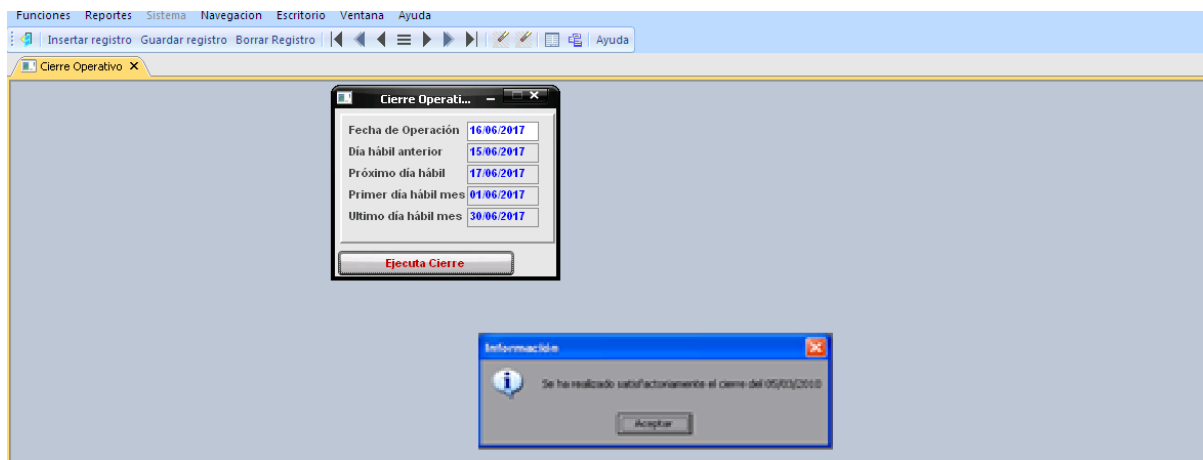 Funciones Reportes Sistema Navegacion Escritorio Ventana Ayuda
Insertar registro Guardar registro Borrar Registro Ayuda
Cierre Operativo X
Cierre Operati...
Fecha de Operación 16/06/2017
Día hábil anterior 15/06/2017
Próximo día hábil 17/06/2017
Primer día hábil mes 01/06/2017
Ultimo día hábil mes 30/06/2017
Ejecuta Cierre
Información
Se ha realizado satisfactoriamente el cierre del 05/03/2010
Aceptar